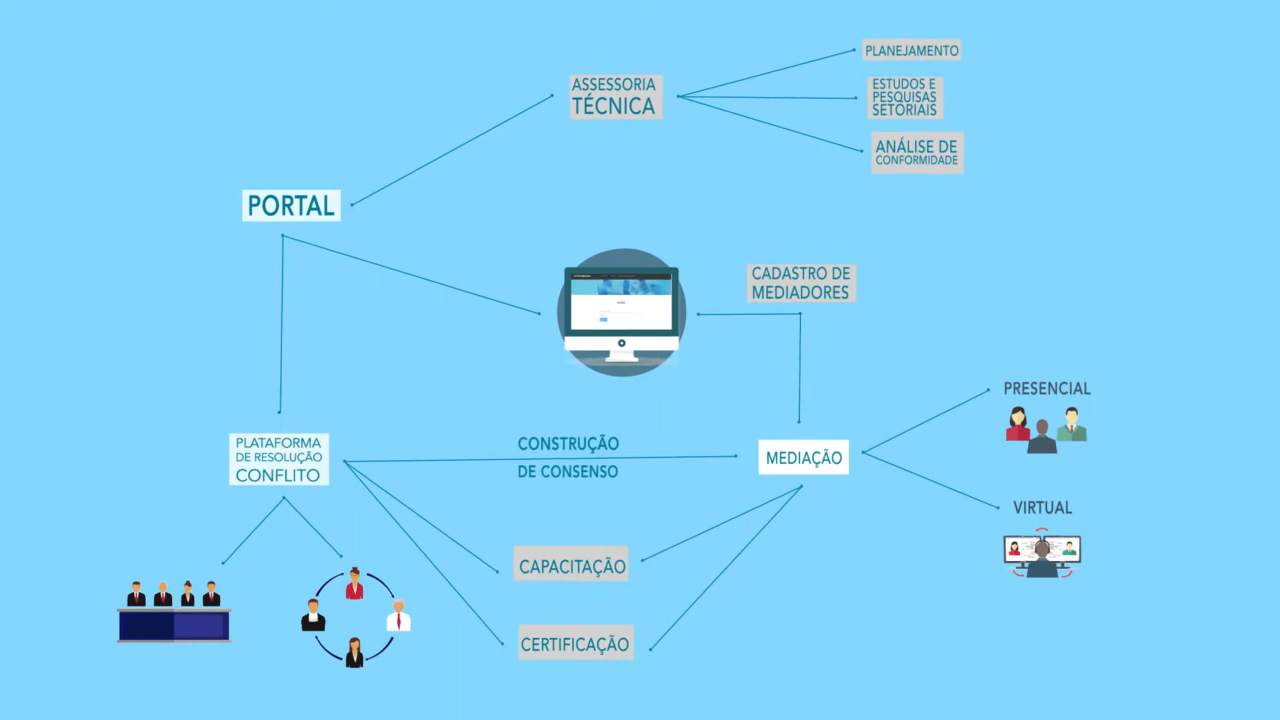 PLANEJAMENTO
ASSESSORIA
TÉCNICA
ESTUDOS E
PESQUISAS
SETORIAIS
ANÁLISE DE
CONFORMIDADE
PORTAL
CADASTRO DE
MEDIADORES
PRESENCIAL
PLATAFORMA
DE RESOLUÇÃO
CONFLITO
CONSTRUÇÃO
DE CONSENSO
MEDIAÇÃO
VIRTUAL
CAPACITAÇÃO
CERTIFICAÇÃO